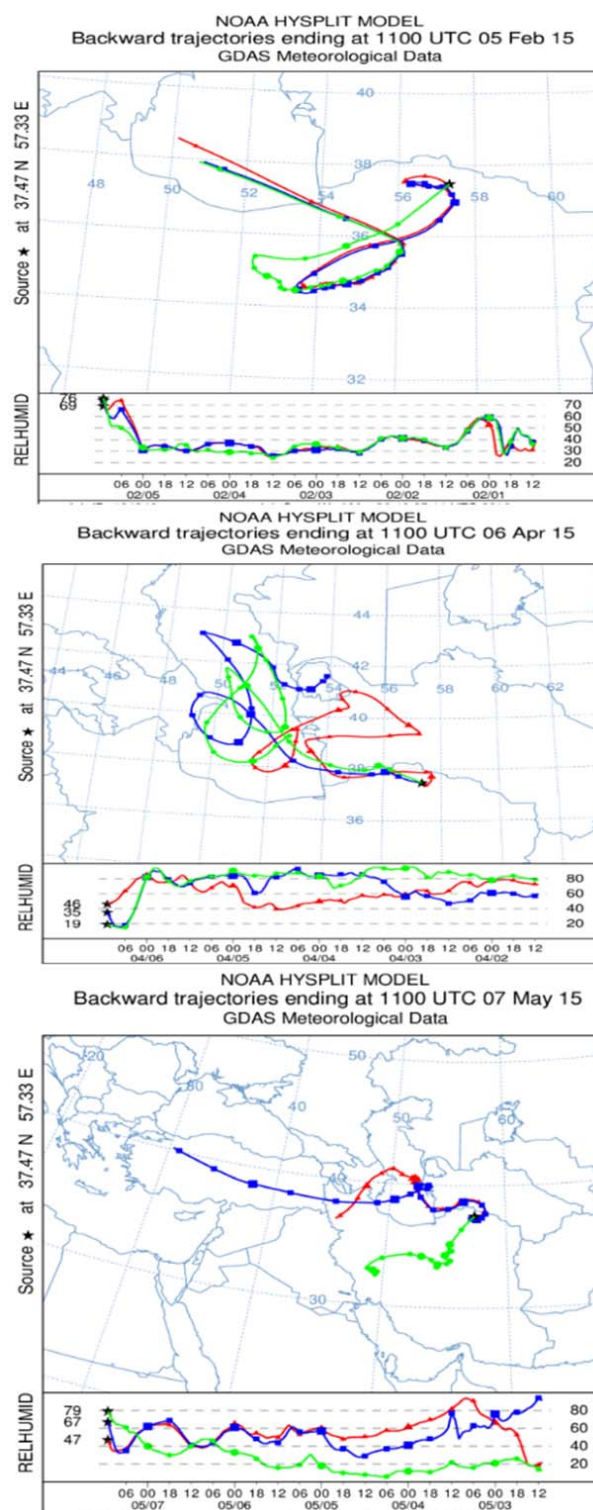 NOAA HYSPLIT MODEL
Backward trajectories ending at 1100 UTC 05 Feb 15
GDAS Meteorological Data
Source ★ at 37.47 N 57.33 E
40
38
48 50 52 54 56 58 60
36
34
32
76
69
RELHUMID
70
60
50
40
30
20
06 00 18 12 06 00 18 12 06 00 18 12 06 00 18 12 06 00 18 12
02/05 02/04 02/03 02/02 02/01
NOAA HYSPLIT MODEL
Backward trajectories ending at 1100 UTC 06 Apr 15
GDAS Meteorological Data
Source ★ at 37.47 N 57.33 E
44
42
44 46 48 50 52 54 56 58 60 62
40
38
36
46
35
19
RELHUMID
80
60
40
20
06 00 18 12 06 00 18 12 06 00 18 12 06 00 18 12 06 00 18 12
04/06 04/05 04/04 04/03 04/02
NOAA HYSPLIT MODEL
Backward trajectories ending at 1100 UTC 07 May 15
GDAS Meteorological Data
Source ★ at 37.47 N 57.33 E
20 30 40 50 50 60
40
30
79
67
47
RELHUMID
80
60
40
20
06 00 18 12 06 00 18 12 06 00 18 12 06 00 18 12 06 00 18 12
05/07 05/06 05/05 05/04 05/03